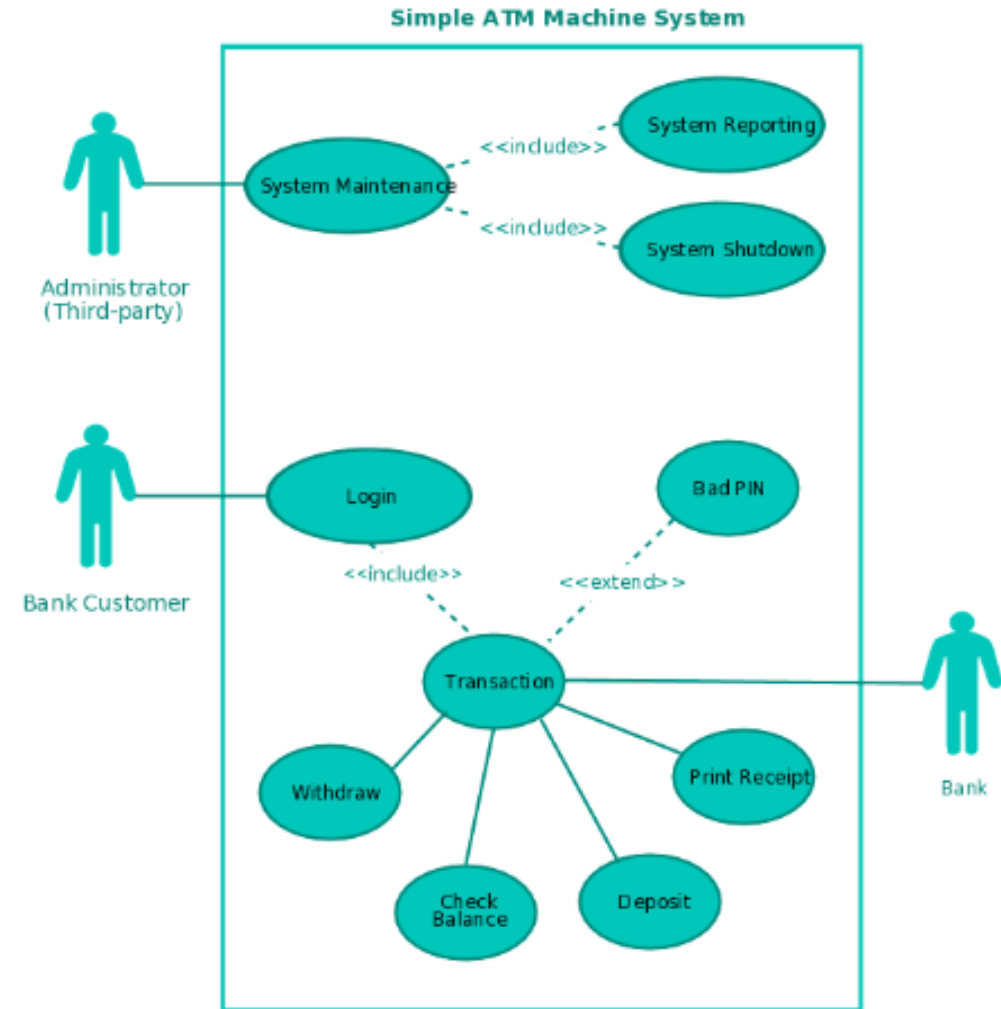 Simple ATM Machine System
System Reporting
<<include>>
System Maintenance
<<include>>
System Shutdown
Administrator
(Third-party)
Login
Bad PIN
<<include>>
<<extend>>
Bank Customer
Transaction
Print Receipt
Withdraw
Bank
Check
Balance
Deposit